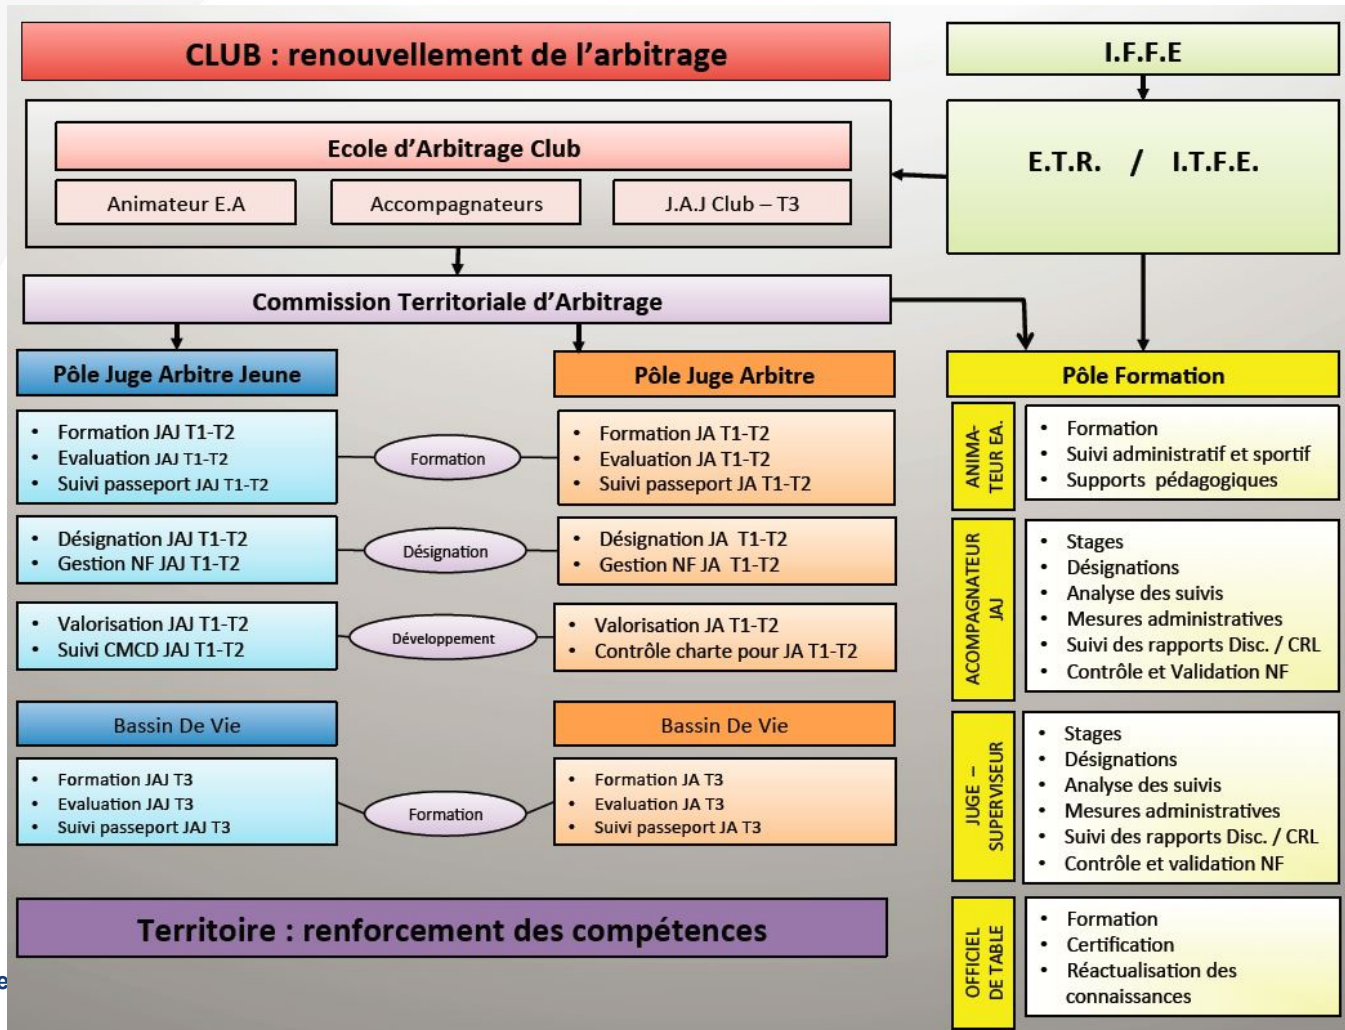 CLUB : renouvellement de l'arbitrage
Ecole d'Arbitrage Club
Animateur E.A
Accompagnateurs
J.A.J Club – T3
I.F.F.E
E.T.R. / I.T.F.E.
Commission Territoriale d'Arbitrage
Pôle Juge Arbitre Jeune
• Formation JAJ T1-T2
• Evaluation JAJ T1-T2
• Suivi passeport JAJ T1-T2
Formation
Pôle Juge Arbitre
• Formation JA T1-T2
• Evaluation JA T1-T2
• Suivi passeport JA T1-T2
• Désignation JAJ T1-T2
• Gestion NF JAJ T1-T2
Désignation
• Désignation JA T1-T2
• Gestion NF JA T1-T2
• Valorisation JAJ T1-T2
• Suivi CMCD JAJ T1-T2
Développement
• Valorisation JA T1-T2
• Contrôle charte pour JA T1-T2
Bassin De Vie
• Formation JAJ T3
• Evaluation JAJ T3
• Suivi passeport JAJ T3
Formation
Bassin De Vie
• Formation JA T3
• Evaluation JA T3
• Suivi passeport JA T3
Territoire : renforcement des compétences
Pôle Formation
ANIMA-
TEUR EA.
• Formation
• Suivi administratif et sportif
• Supports pédagogiques
ACOMPAGNATEUR
JAJ
• Stages
• Désignations
• Analyse des suivis
• Mesures administratives
• Suivi des rapports Disc. / CRL
• Contrôle et Validation NF
JUGE –
SUPERVISEUR
• Stages
• Désignations
• Analyse des suivis
• Mesures administratives
• Suivi des rapports Disc. / CRL
• Contrôle et validation NF
OFFICIEL
DE TABLE
• Formation
• Certification
• Réactualisation des
connaissances
e